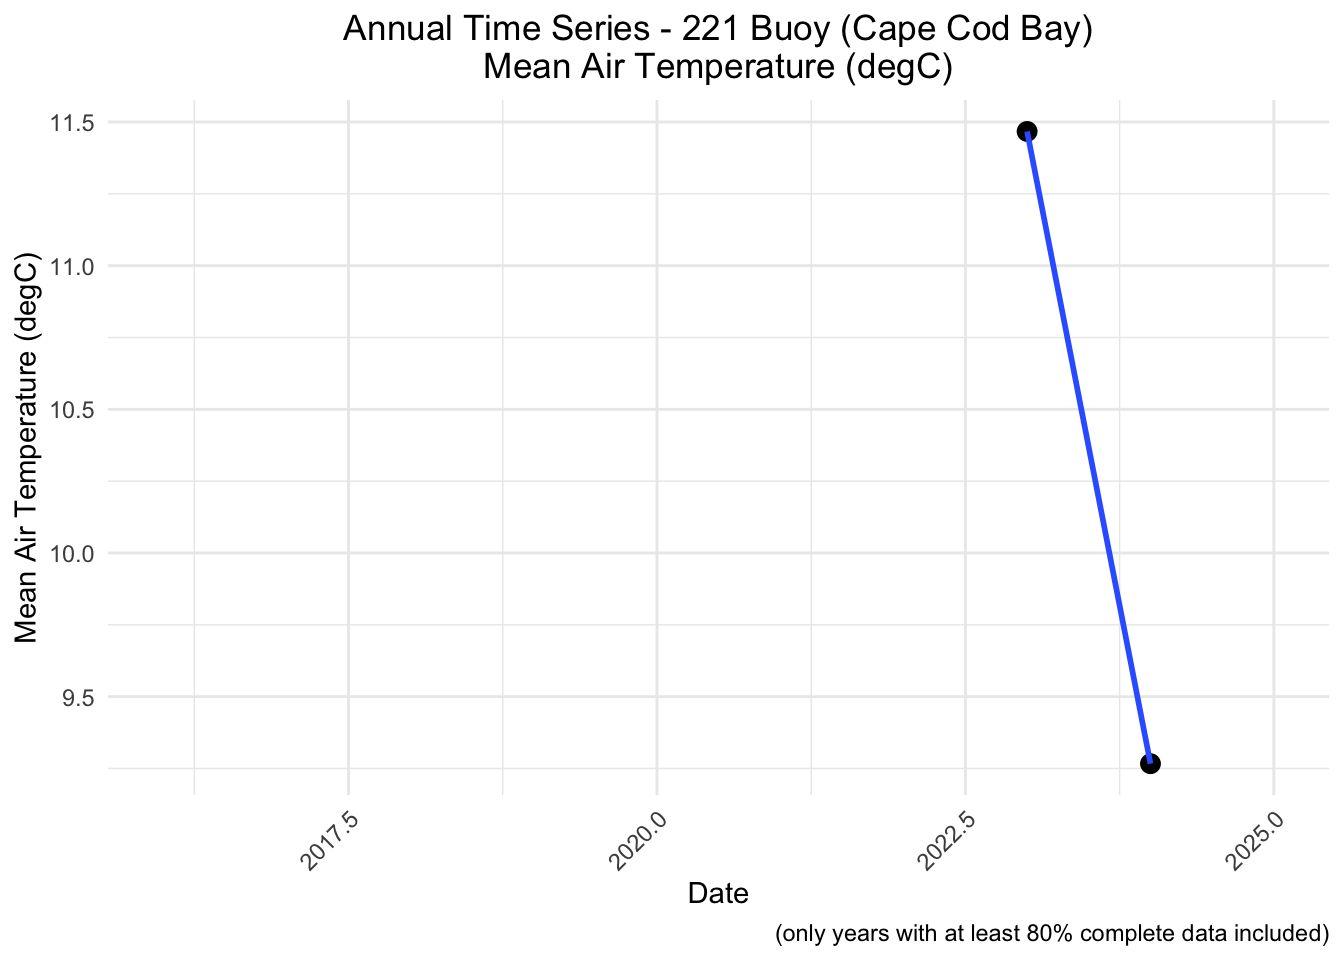 Annual Time Series - 221 Buoy (Cape Cod Bay)
Mean Air Temperature (degC)
Mean Air Temperature (degC)
11.5
11.0
10.5
10.0
9.5
2017.5
2020.0
2022.5
2025.0
Date
(only years with at least 80% complete data included)